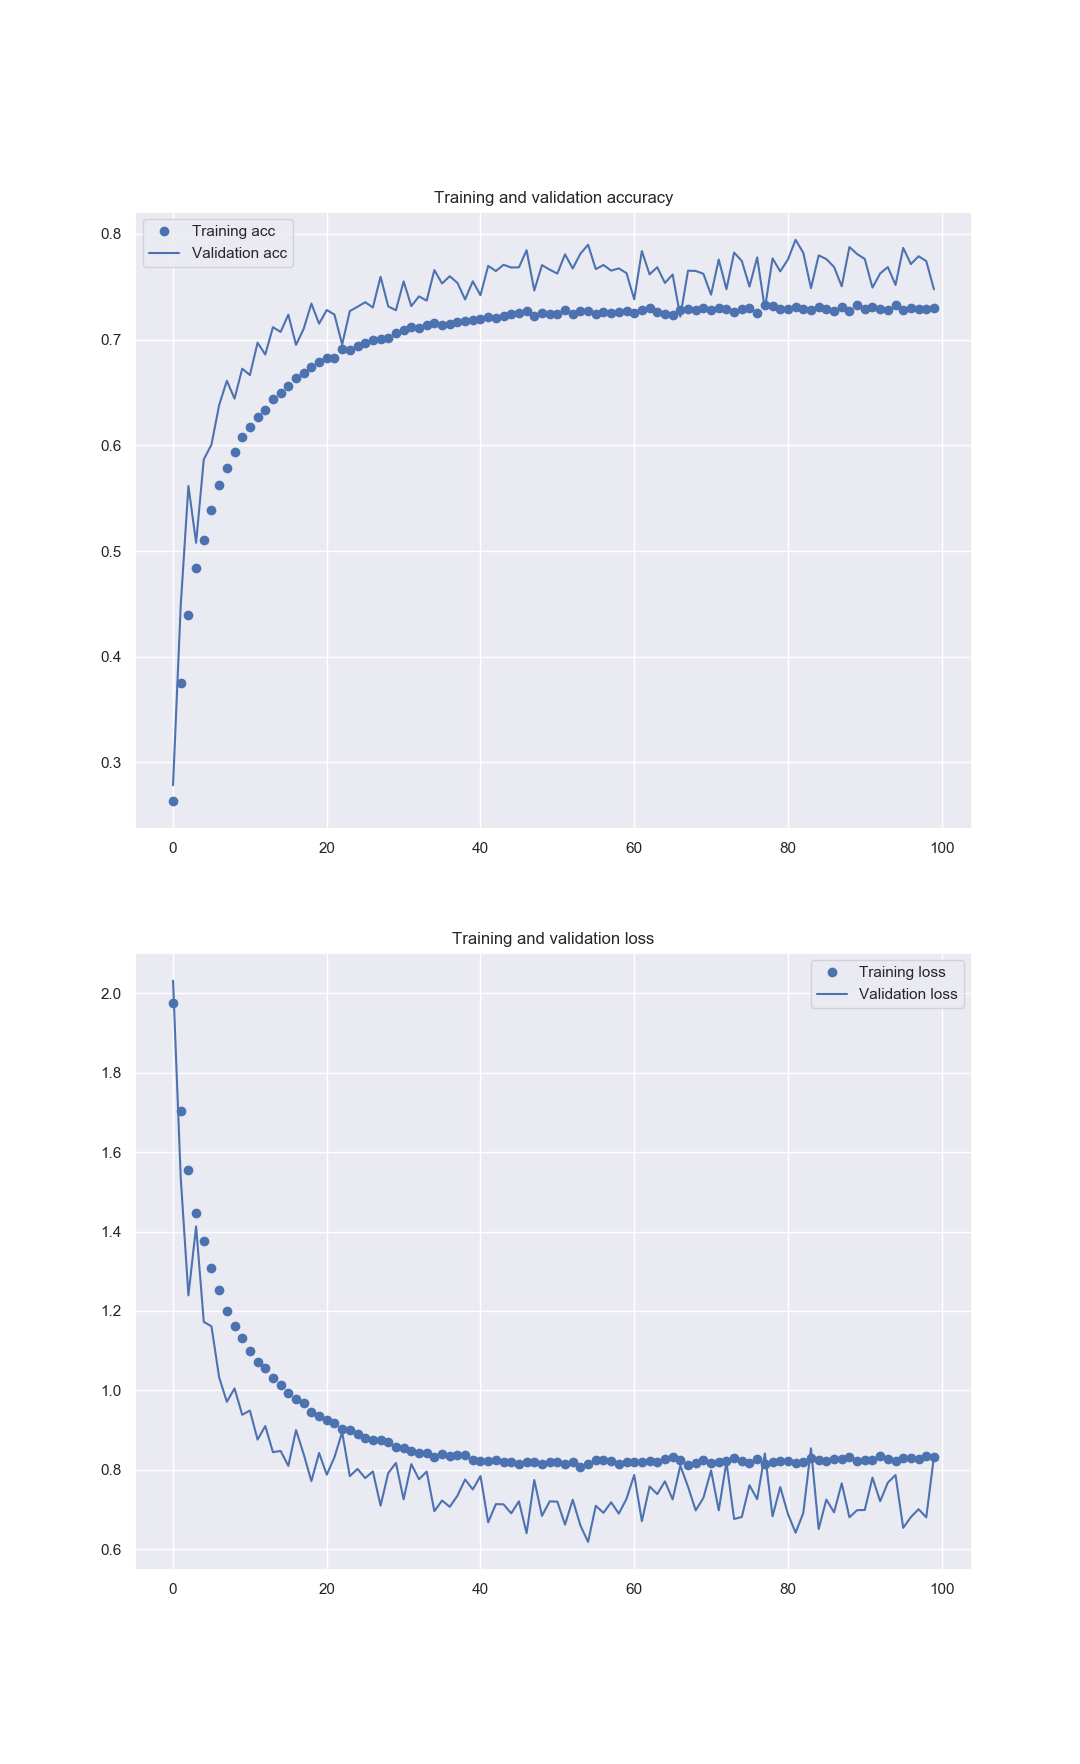 Training and validation accuracy
Training acc
Validation acc
0.8
0.7
0.6
0.5
0.4
0.3
0 20 40 60 80 100
Training and validation loss
Training loss
Validation loss
2.0
1.8
1.6
1.4
1.2
1.0
0.8
0.6
0 20 40 60 80 100